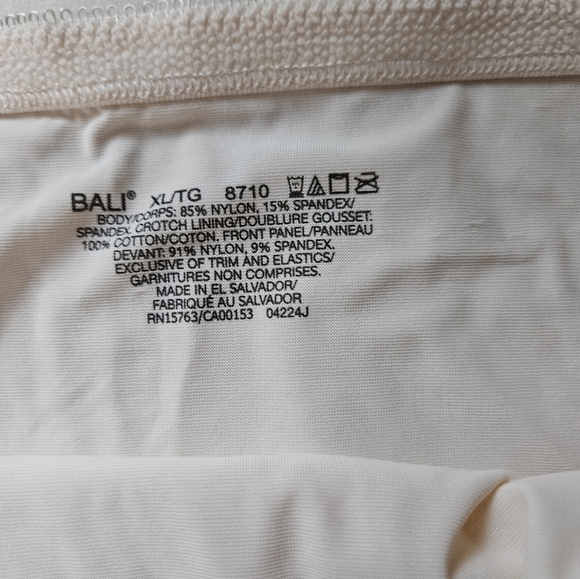 BALI® XL/TG 8710
BODY/CORPS: 85% NYLON, 15% SPANDEX/
SPANDEX. CROTCH LINING/DOUBLURE GOUSSET:
100% COTTON/COTON. FRONT PANEL/PANNEAU
DEVANT: 91% NYLON, 9% SPANDEX.
EXCLUSIVE OF TRIM AND ELASTICS/
GARNITURES NON COMPRISES.
MADE IN EL SALVADOR/
FABRIQUÉ AU SALVADOR
RN15763/CA00153 04224J